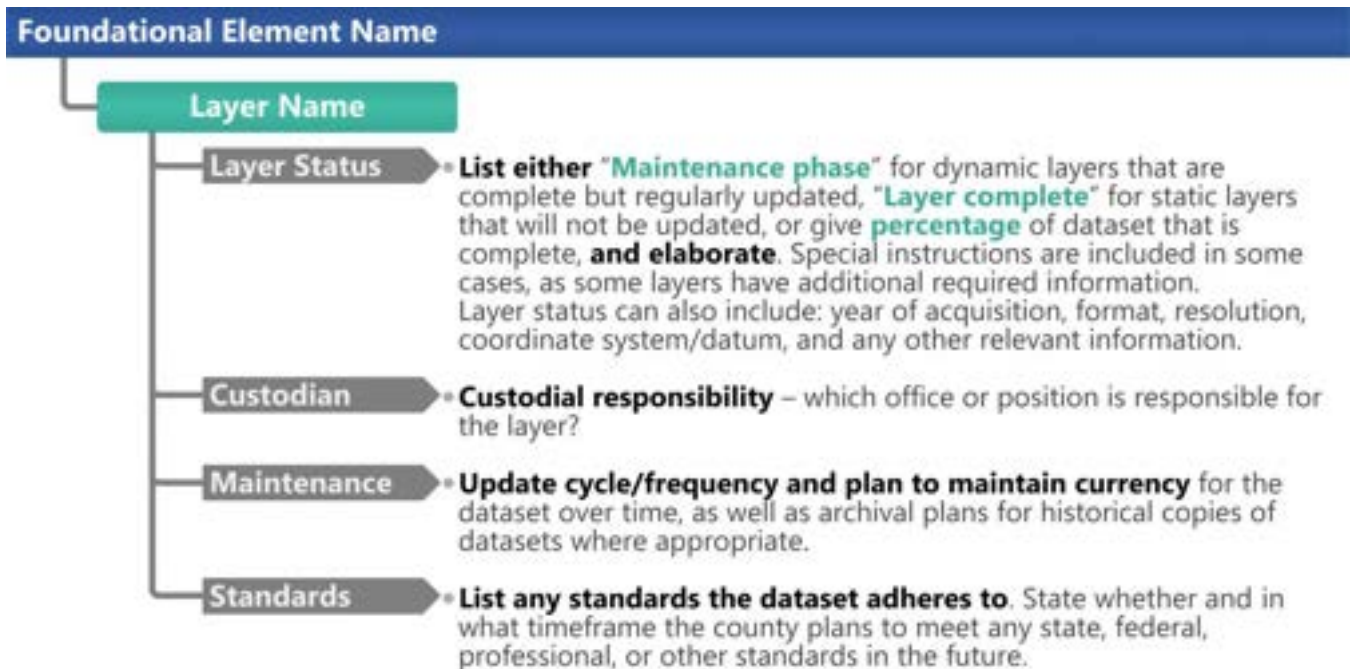 Foundational Element Name
Layer Name
Layer Status
List either “Maintenance phase” for dynamic layers that are
complete but regularly updated, “Layer complete” for static layers
that will not be updated, or give percentage of dataset that is
complete, and elaborate. Special instructions are included in some
cases, as some layers have additional required information.
Layer status can also include: year of acquisition, format, resolution,
coordinate system/datum, and any other relevant information.
Custodian
Custodial responsibility – which office or position is responsible for
the layer?
Maintenance
Update cycle/frequency and plan to maintain currency for the
dataset over time, as well as archival plans for historical copies of
datasets where appropriate.
Standards
List any standards the dataset adheres to. State whether and in
what timeframe the county plans to meet any state, federal,
professional, or other standards in the future.